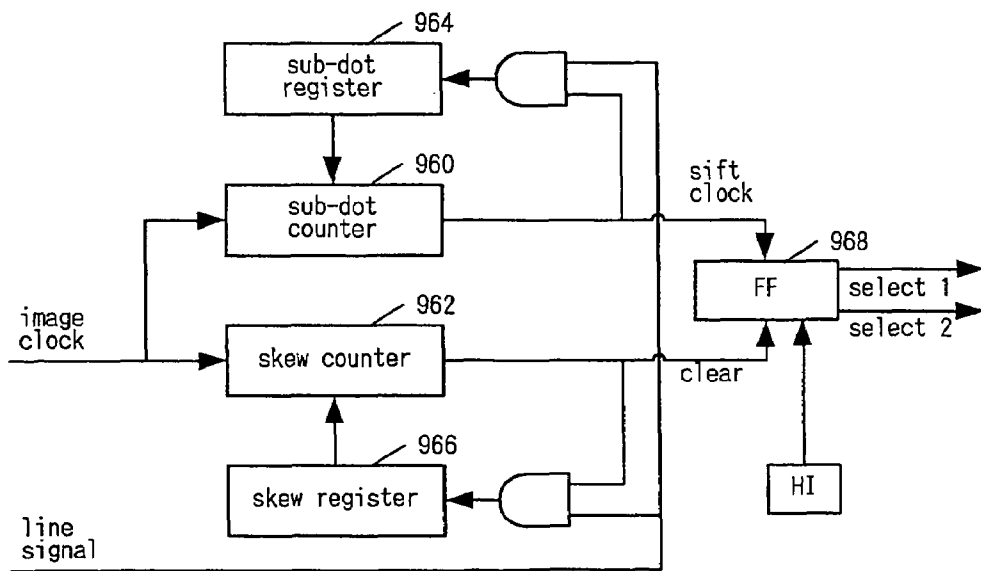 964
sub-dot
register
960
sub-dot
counter
sift
clock
968
FF
select 1
select 2
image
clock
962
skew counter
clear
966
skew register
HI
line
signal